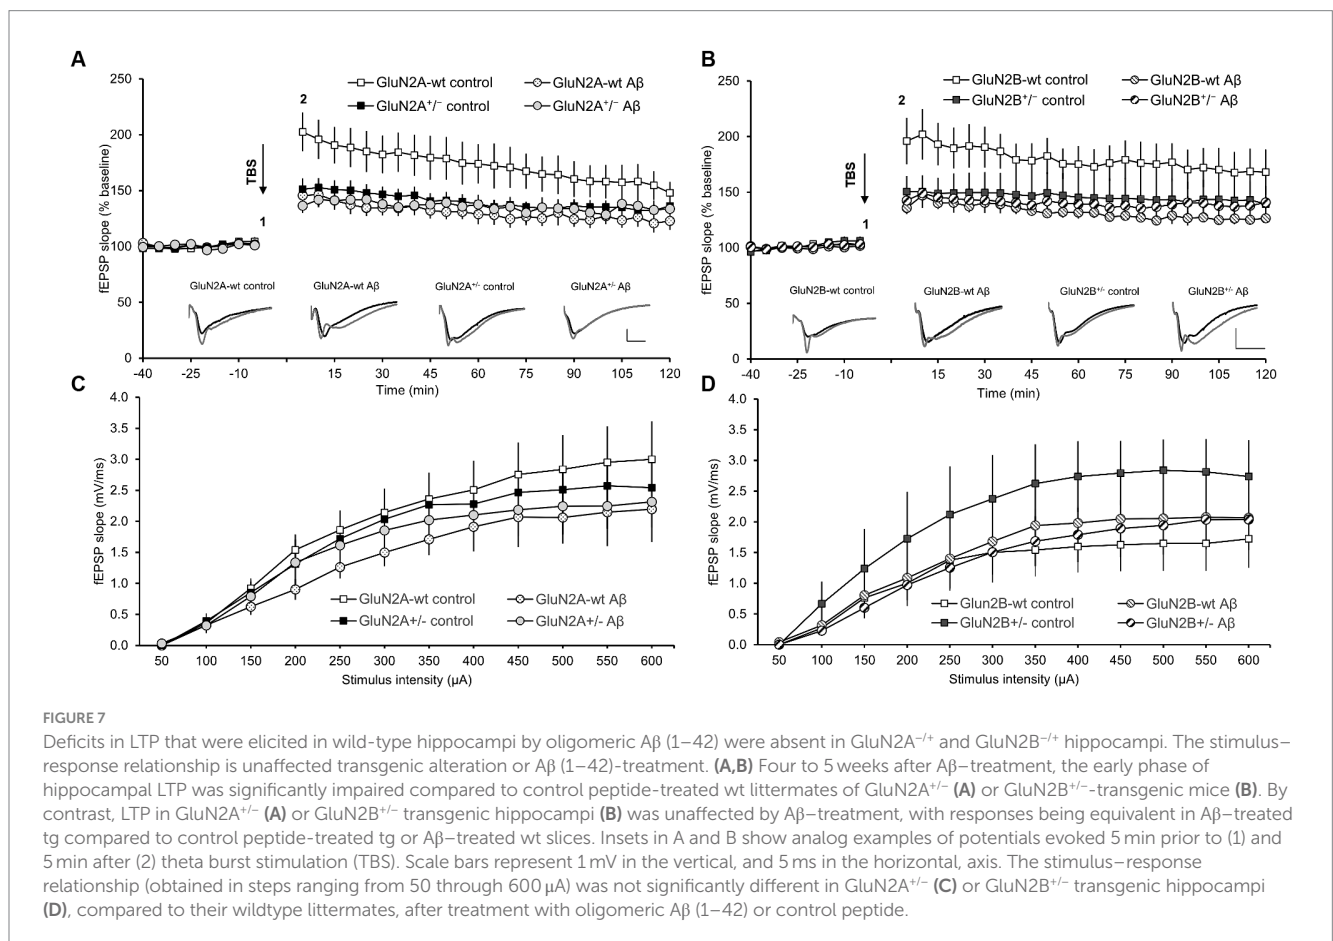 A
250
200
150
100
50
0
fEPSP slope (% baseline)
GluN2A-wt control
GluN2A-wt Aβ
GluN2A+/− control
GluN2A+/− Aβ
2
TBS
1
GluN2A-wt control
GluN2A-wt Aβ
GluN2A+/- control
GluN2A+/- Aβ
-40 -25 -10 15 30 45 60 75 90 105 120
Time (min)
B
250
200
150
100
50
0
fEPSP slope (% baseline)
GluN2B-wt control
GluN2B-wt Aβ
GluN2B+/− control
GluN2B+/− Aβ
2
TBS
1
GluN2B-wt control
GluN2B-wt Aβ
GluN2B+/- control
GluN2B+/- Aβ
-40 -25 -10 15 30 45 60 75 90 105 120
Time (min)
C
4.0
3.5
3.0
2.5
2.0
1.5
1.0
0.5
0.0
fEPSP slope (mV/ms)
GluN2A-wt control
GluN2A-wt Aβ
GluN2A+/- control
GluN2A+/- Aβ
50 100 150 200 250 300 350 400 450 500 550 600
Stimulus intensity (µA)
D
4.0
3.5
3.0
2.5
2.0
1.5
1.0
0.5
0.0
fEPSP slope (mV/ms)
Glun2B-wt control
GluN2B-wt Aβ
GluN2B+/- control
GluN2B+/- Aβ
50 100 150 200 250 300 350 400 450 500 550 600
Stimulus intensity (µA)
FIGURE 7
Deficits in LTP that were elicited in wild-type hippocampi by oligomeric Aβ (1–42) were absent in GluN2A−/+ and GluN2B−/+ hippocampi. The stimulus–
response relationship is unaffected transgenic alteration or Aβ (1–42)-treatment. (A,B) Four to 5 weeks after Aβ–treatment, the early phase of
hippocampal LTP was significantly impaired compared to control peptide-treated wt littermates of GluN2A+/− (A) or GluN2B+/−-transgenic mice (B). By
contrast, LTP in GluN2A+/− (A) or GluN2B+/− transgenic hippocampi (B) was unaffected by Aβ–treatment, with responses being equivalent in Aβ–treated
tg compared to control peptide-treated tg or Aβ–treated wt slices. Insets in A and B show analog examples of potentials evoked 5 min prior to (1) and
5 min after (2) theta burst stimulation (TBS). Scale bars represent 1 mV in the vertical, and 5 ms in the horizontal, axis. The stimulus–response
relationship (obtained in steps ranging from 50 through 600 µA) was not significantly different in GluN2A+/− (C) or GluN2B+/− transgenic hippocampi
(D), compared to their wildtype littermates, after treatment with oligomeric Aβ (1–42) or control peptide.